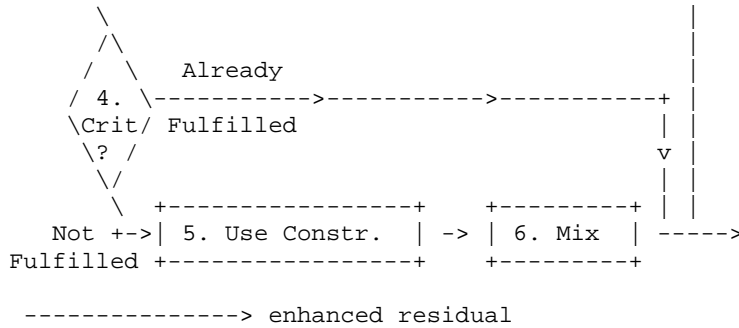 Already
4.
Crit Fulfilled
?
Not 5. Use Constr. 6. Mix
Fulfilled
enhanced residual